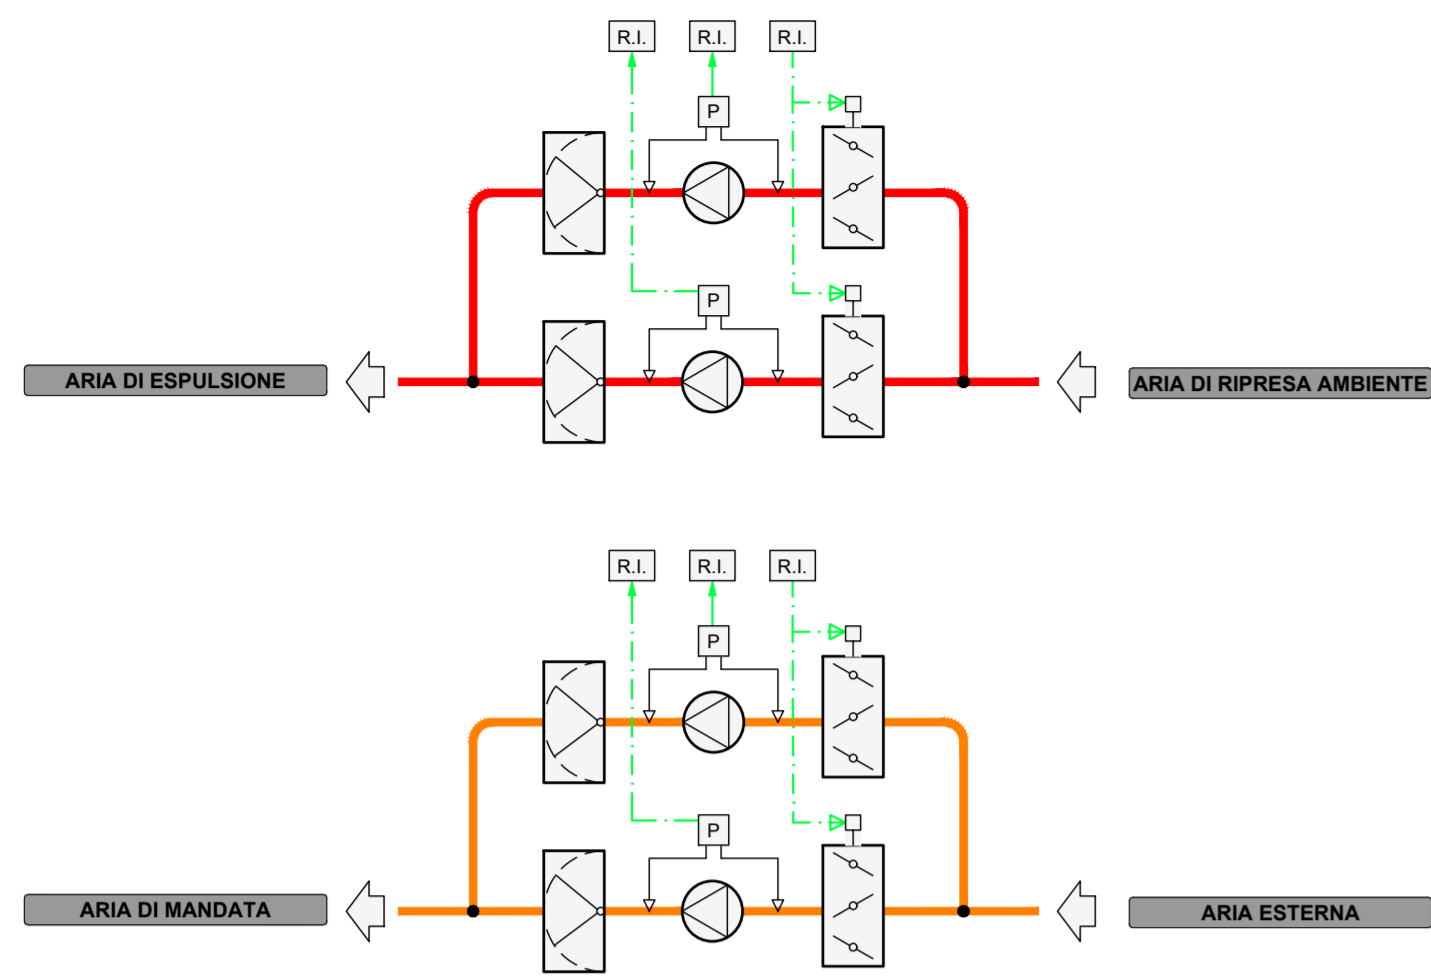 R.I. R.I. R.I.
P
P
ARIA DI ESPULSIONE
ARIA DI RIPRESA AMBIENTE
R.I. R.I. R.I.
P
P
ARIA DI MANDATA
ARIA ESTERNA